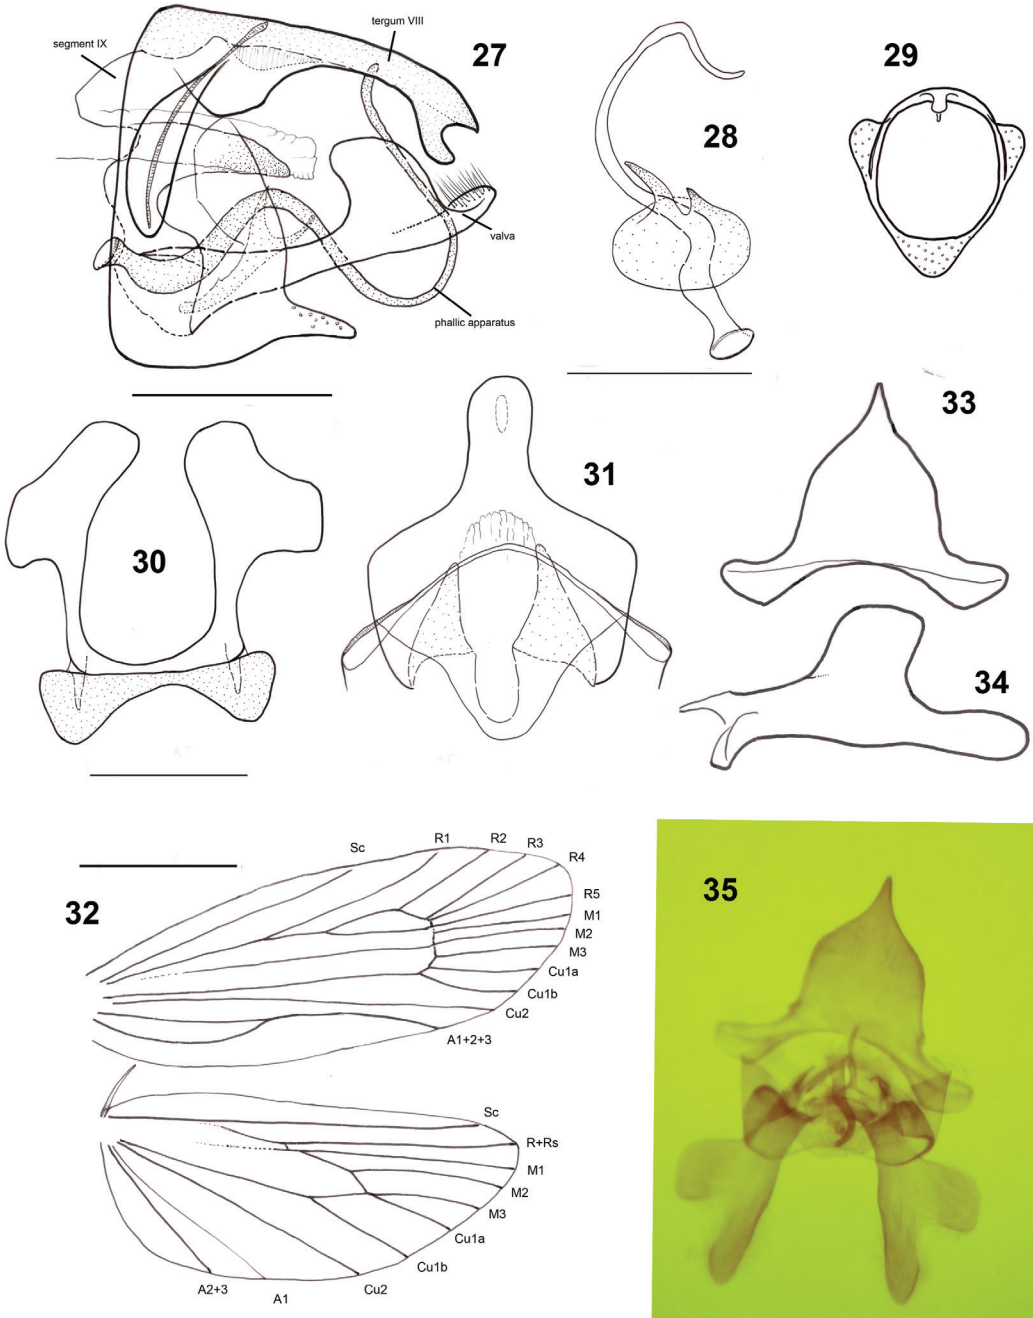 segment IX
tergum VIII
27
valva
phallic apparatus
28
29
30
31
33
34
32
Sc
R1
R2
R3
R4
R5
M1
M2
M3
Cu1a
Cu1b
Cu2
A1+2+3
Sc
R+Rs
M1
M2
M3
Cu1a
Cu1b
Cu2
A1
A2+3
35